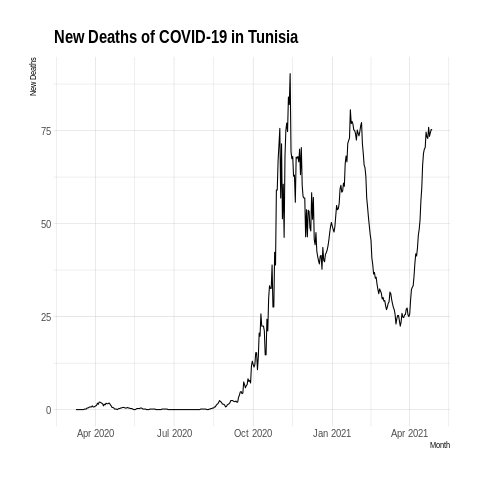 New Deaths of COVID-19 in Tunisia
New Deaths
75
50
25
0
Apr 2020 Jul 2020 Oct 2020 Jan 2021 Apr 2021
Month